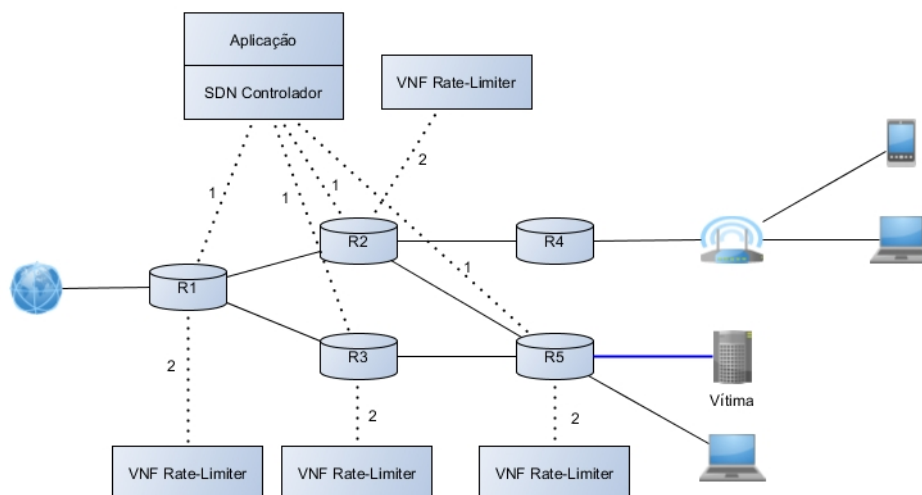 Aplicação
SDN Controlador
VNF Rate-Limiter
2
1
1
1
R2
R4
R1
1
R3
R5
2
Vítima
2
2
VNF Rate-Limiter
VNF Rate-Limiter
VNF Rate-Limiter